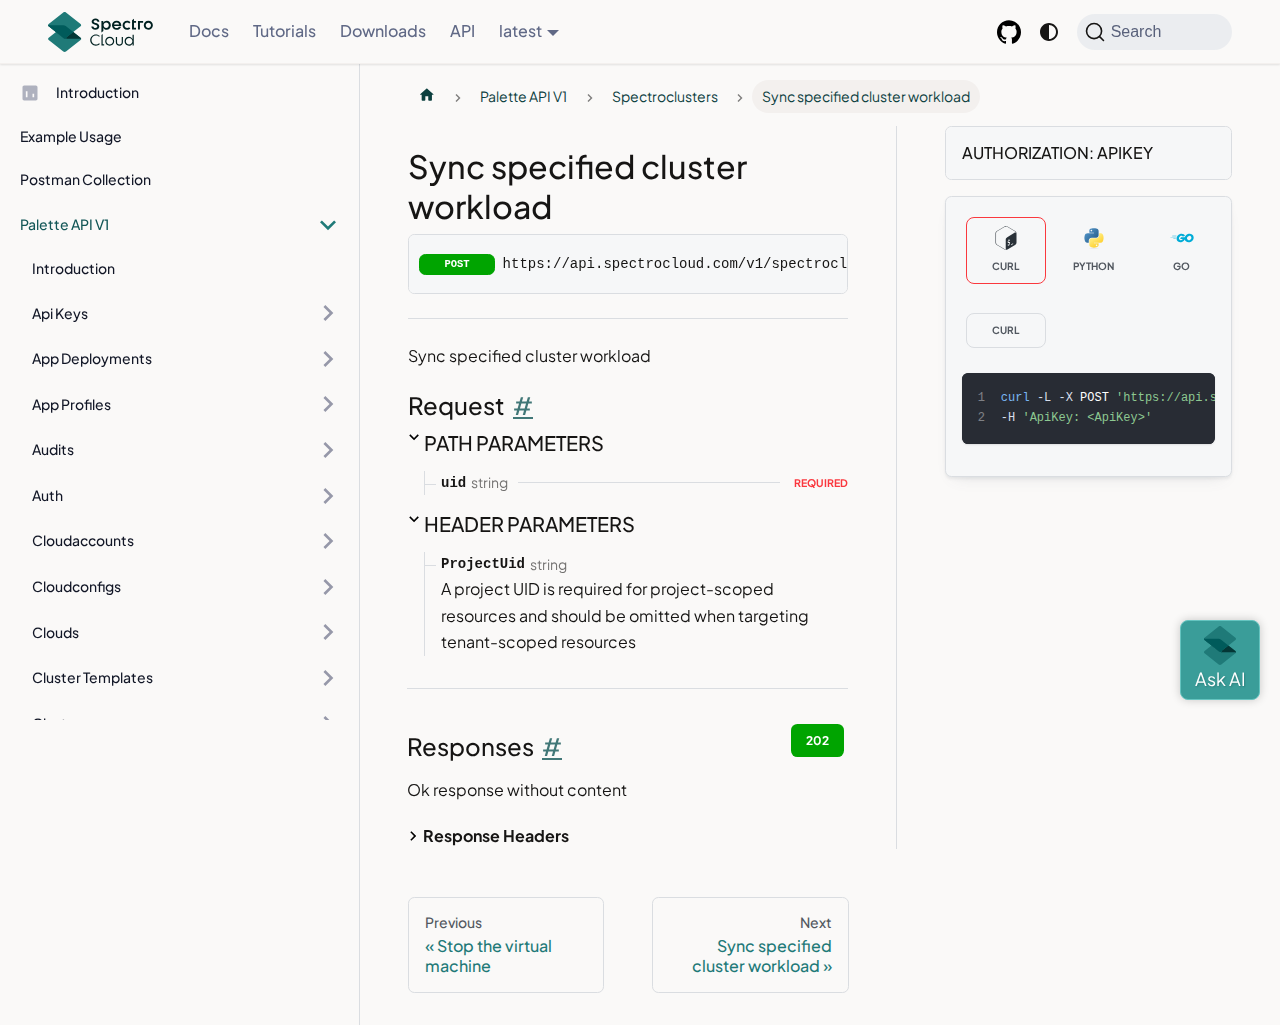 Spectro
Cloud
Docs
Tutorials
Downloads
API
latest
Search
Introduction
Example Usage
Postman Collection
Palette API V1
Introduction
Api Keys
App Deployments
App Profiles
Audits
Auth
Cloudaccounts
Cloudconfigs
Clouds
Cluster Templates
Palette API V1
Spectroclusters
Sync specified cluster workload
Sync specified cluster
workload
POST https://api.spectrocloud.com/v1/spectrocl
Sync specified cluster workload
Request #
PATH PARAMETERS
uid string REQUIRED
HEADER PARAMETERS
ProjectUid string
A project UID is required for project-scoped
resources and should be omitted when targeting
tenant-scoped resources
Responses #
202
Ok response without content
Response Headers
Previous
« Stop the virtual
machine
Next
Sync specified
cluster workload »
AUTHORIZATION: APIKEY
CURL
PYTHON
GO
CURL
1 curl -L -X POST 'https://api.s
2 -H 'ApiKey: <ApiKey>'
Ask AI